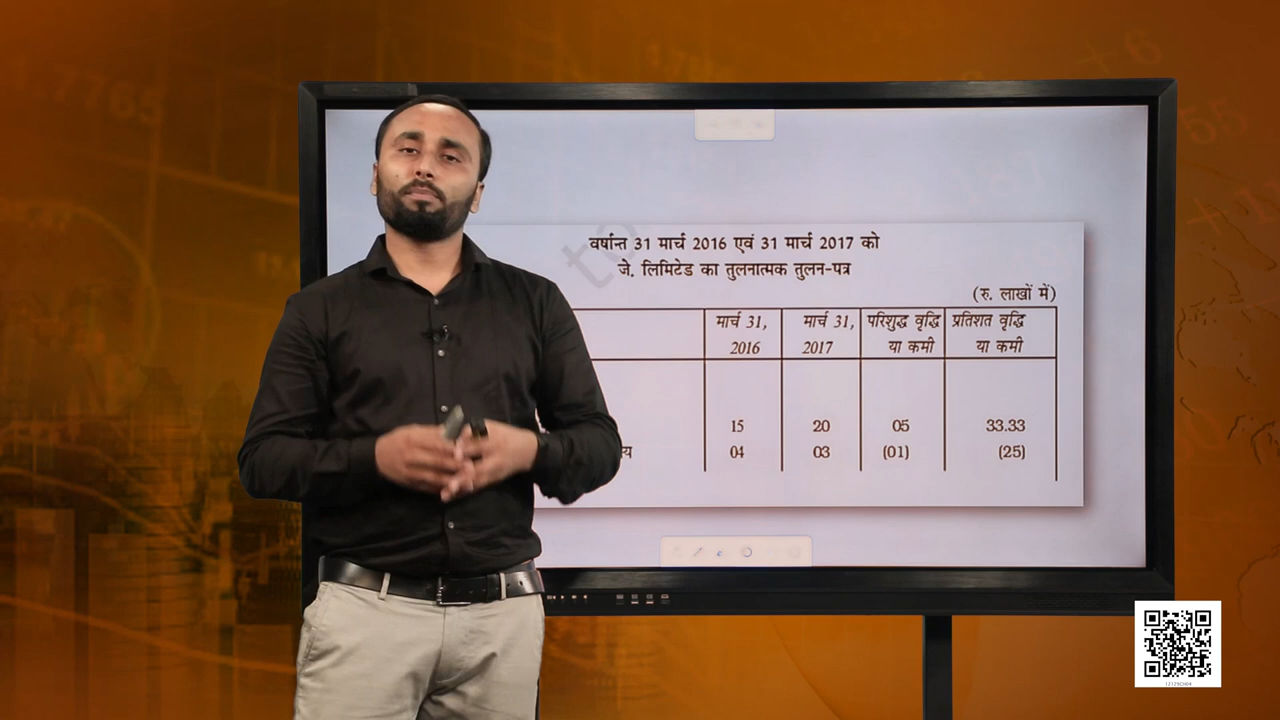 वर्षान्त 31 मार्च 2016 एवं 31 मार्च 2017 को
जे. लिमिटेड का तुलनात्मक तुलन-पत्र
(रु. लाखों में)
मार्च 31, 2016 मार्च 31, 2017 परिशुद्ध वृद्धि या कमी प्रतिशत वृद्धि या कमी
15 20 05 33.33
04 03 (01) (25)